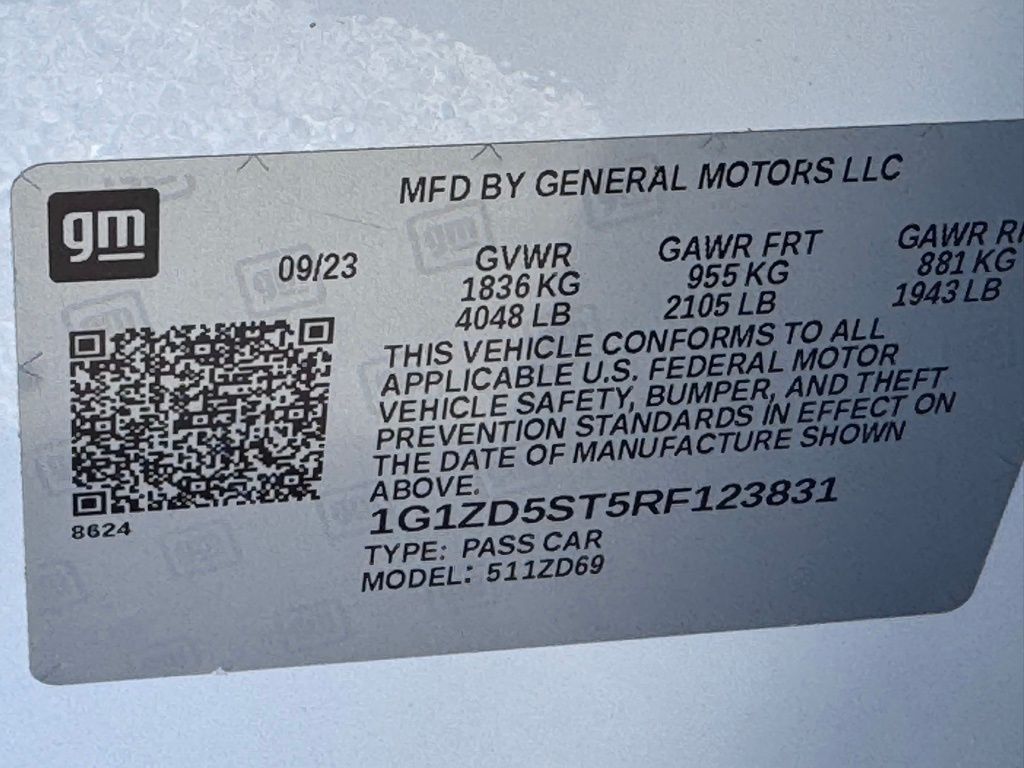 gm
MFD BY GENERAL MOTORS LLC
09/23
GVWR
1836 KG
4048 LB
GAWR FRT
955 KG
2105 LB
GAWR R
881 KG
1943 LB
THIS VEHICLE CONFORMS TO ALL
APPLICABLE U.S. FEDERAL MOTOR
VEHICLE SAFETY, BUMPER, AND THEFT
PREVENTION STANDARDS IN EFFECT ON
THE DATE OF MANUFACTURE SHOWN
ABOVE.
1G1ZD5ST5RF123831
TYPE: PASS CAR
MODEL: 511ZD69
8624